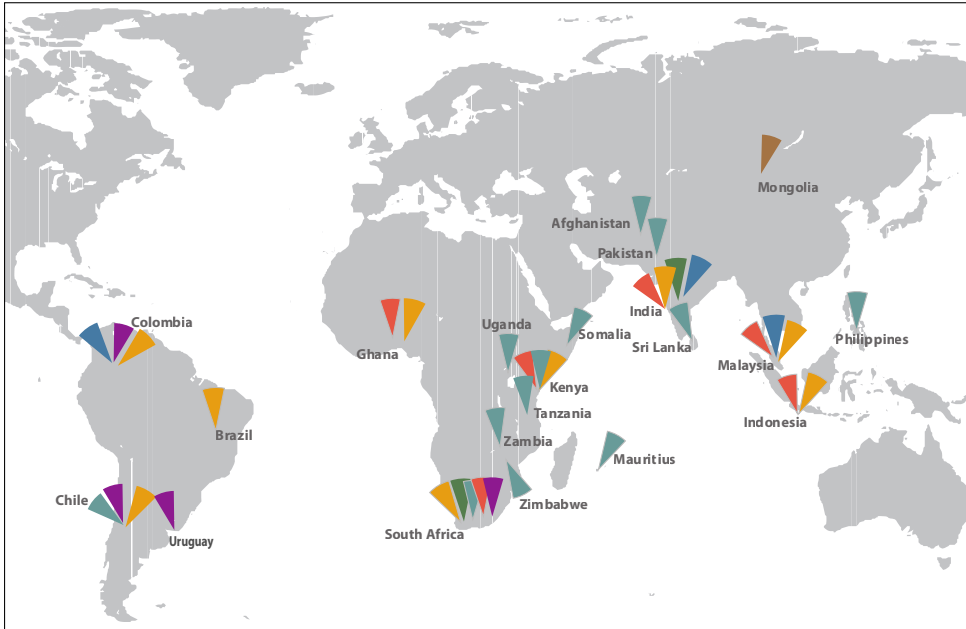 Mongolia
Afghanistan
Pakistan
India
Colombia
Uganda
Somalia
Sri Lanka
Philippines
Ghana
Malaysia
Kenya
Tanzania
Indonesia
Brazil
Zambia
Mauritius
Chile
Zimbabwe
South Africa
Uruguay